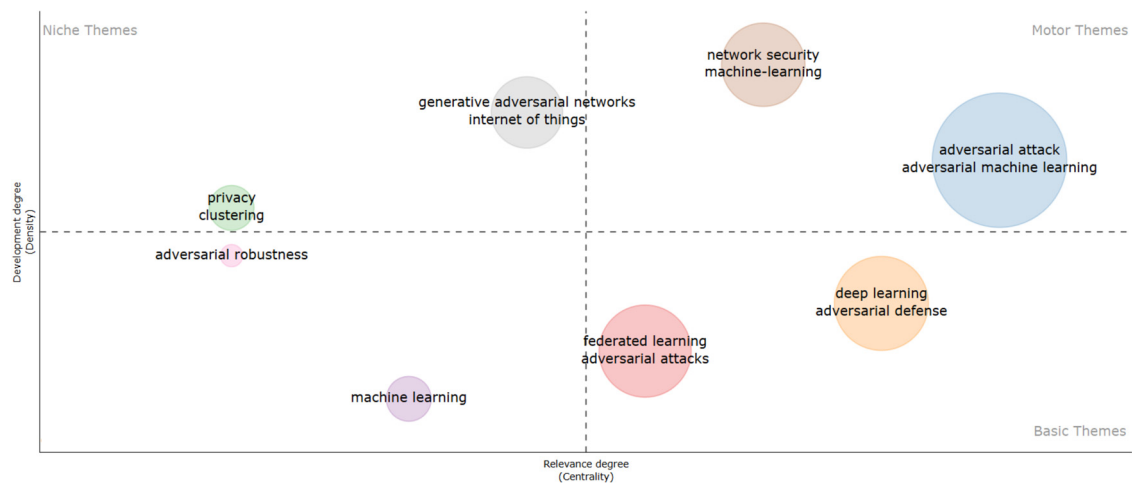 Niche Themes
Motor Themes
network security
machine-learning
generative adversarial networks
internet of things
adversarial attack
adversarial machine learning
privacy
clustering
adversarial robustness
deep learning
adversarial defense
federated learning
adversarial attacks
machine learning
Basic Themes
Development degree
(Density)
Relevance degree
(Centrality)